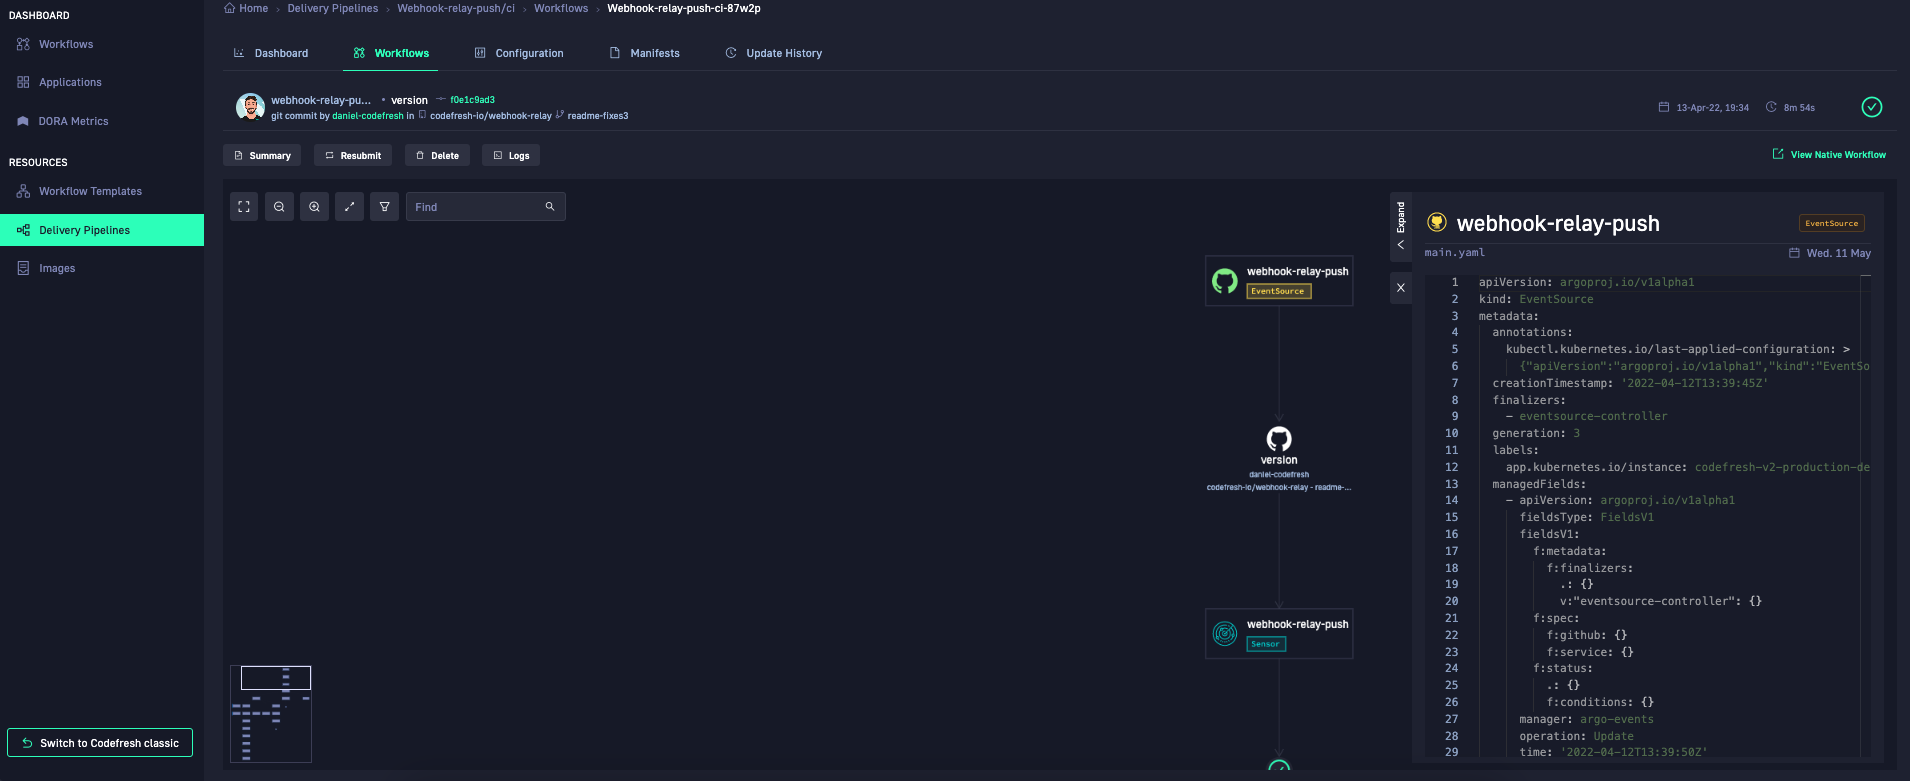 DASHBOARD
Workflows
Applications
DORA Metrics
RESOURCES
Workflow Templates
Delivery Pipelines
Images
Switch to Codefresh classic
Home › Delivery Pipelines › Webhook-relay-push/ci › Workflows › Webhook-relay-push-ci-87w2p
Dashboard Workflows Configuration Manifests Update History
webhook-relay-pu... • version f0e1c9ad3
git commit by daniel-codefresh in codefresh-io/webhook-relay readme-fixes3
13-Apr-22, 19:34 8m 54s
Summary Resubmit Delete Logs
View Native Workflow
Find
webhook-relay-push
EventSource
version
daniel-codefresh
codefresh-io/webhook-relay - readme-...
webhook-relay-push
Sensor
Expand
X
webhook-relay-push EventSource
main.yaml Wed. 11 May
1 apiVersion: argoproj.io/v1alpha1
2 kind: EventSource
3 metadata:
4 annotations:
5 kubectl.kubernetes.io/last-applied-configuration: >
6 {"apiVersion":"argoproj.io/v1alpha1","kind":"EventSo
7 creationTimestamp: '2022-04-12T13:39:45Z'
8 finalizers:
9 - eventsource-controller
10 generation: 3
11 labels:
12 app.kubernetes.io/instance: codefresh-v2-production-de
13 managedFields:
14 - apiVersion: argoproj.io/v1alpha1
15 fieldsType: FieldsV1
16 fieldsV1:
17 f:metadata:
18 f:finalizers:
19 .: {}
20 v:"eventsource-controller": {}
21 f:spec:
22 f:github: {}
23 f:service: {}
24 f:status:
25 .: {}
26 f:conditions: {}
27 manager: argo-events
28 operation: Update
29 time: '2022-04-12T13:39:50Z'